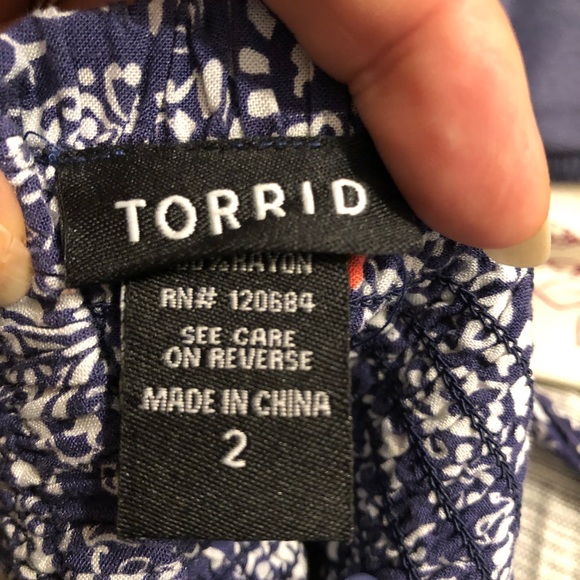 TORRID
RAYON
RN# 120684
SEE CARE
ON REVERSE
MADE IN CHINA
2